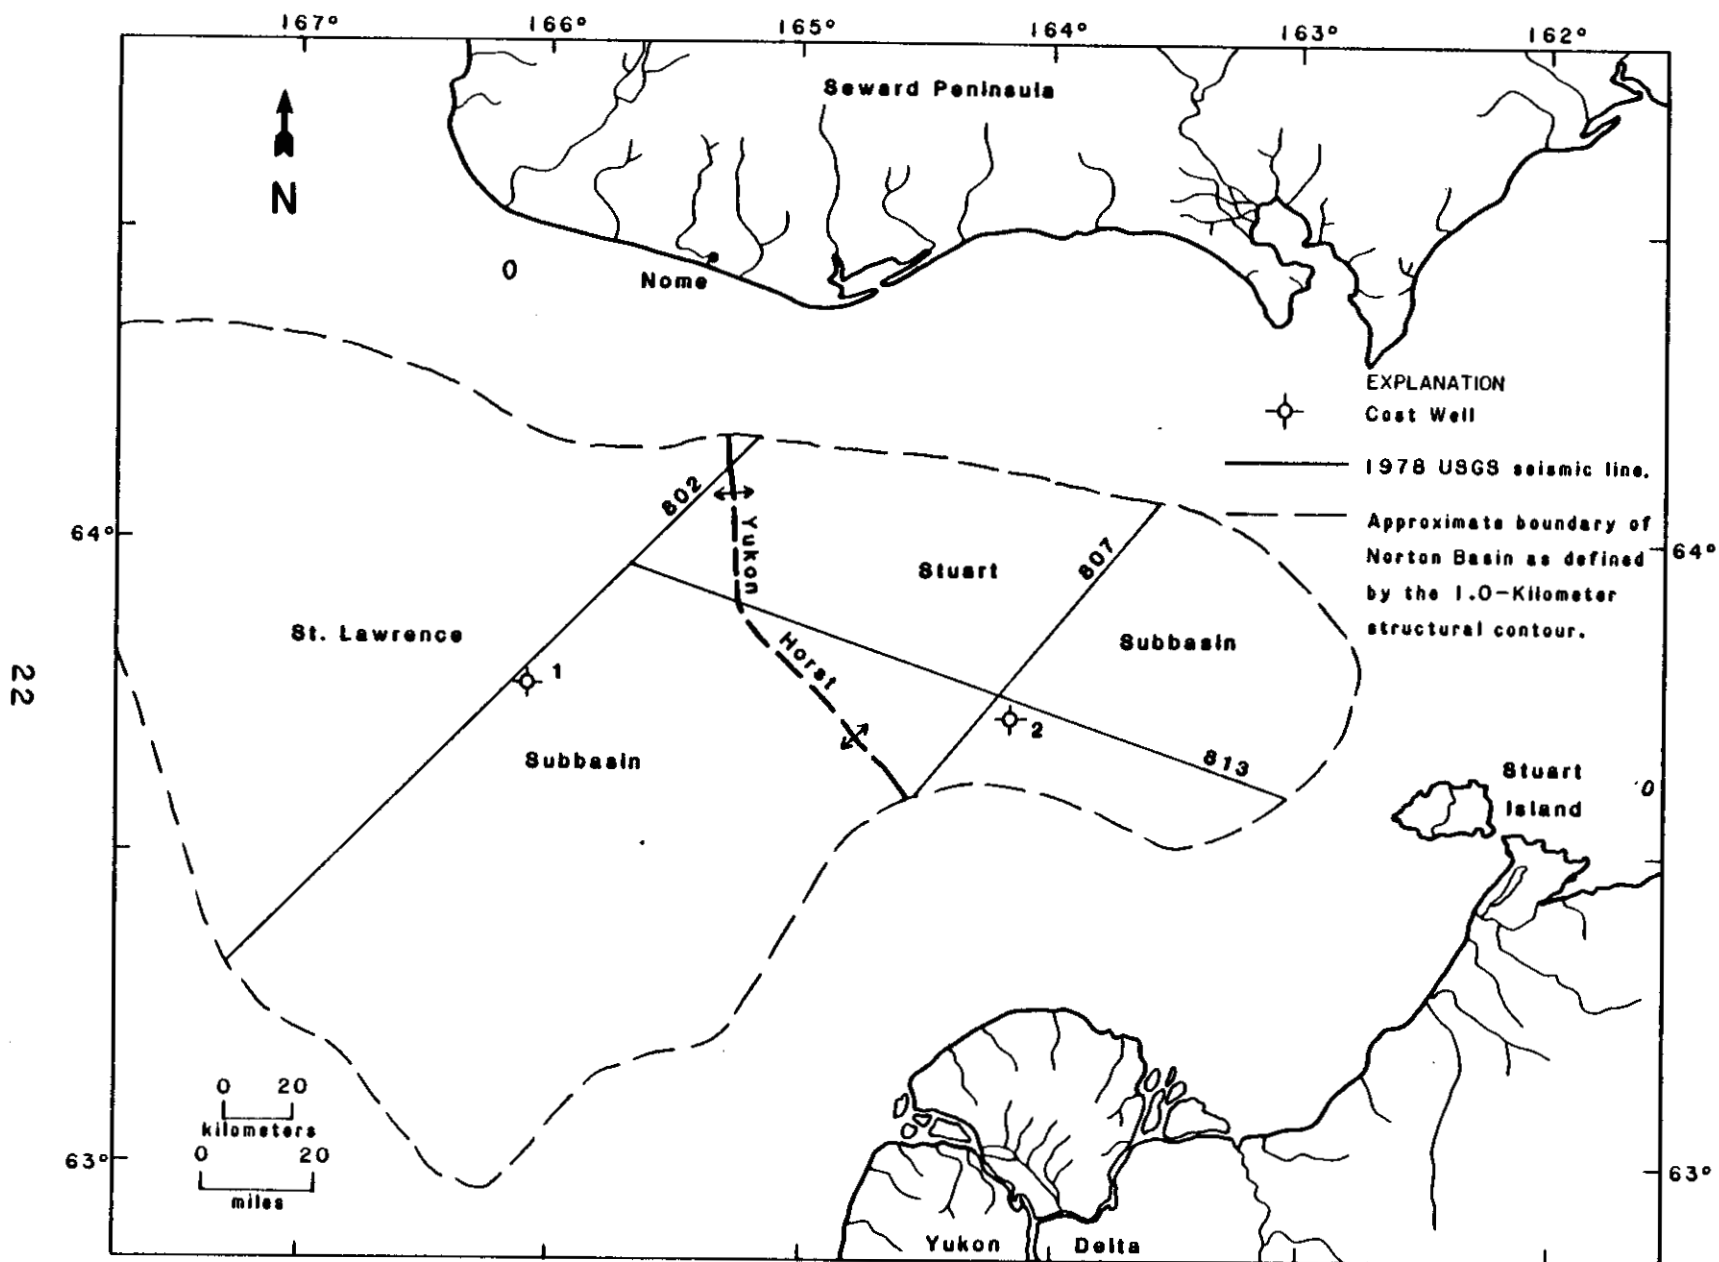 167° 166° 165° 164° 163° 162°
Seward Peninsula
N
0
Nome
EXPLANATION
Cost Well
1978 USGS seismic line.
Approximate boundary of
Norton Basin as defined
by the 1.0-Kilometer
structural contour.
802
Yukon
64°
64°
Stuart
807
St. Lawrence
Horst
Subbasin
1
22
2
Subbasin
813
Stuart
Island
0
0 20
kilometers
0 20
miles
63°
63°
Yukon Delta